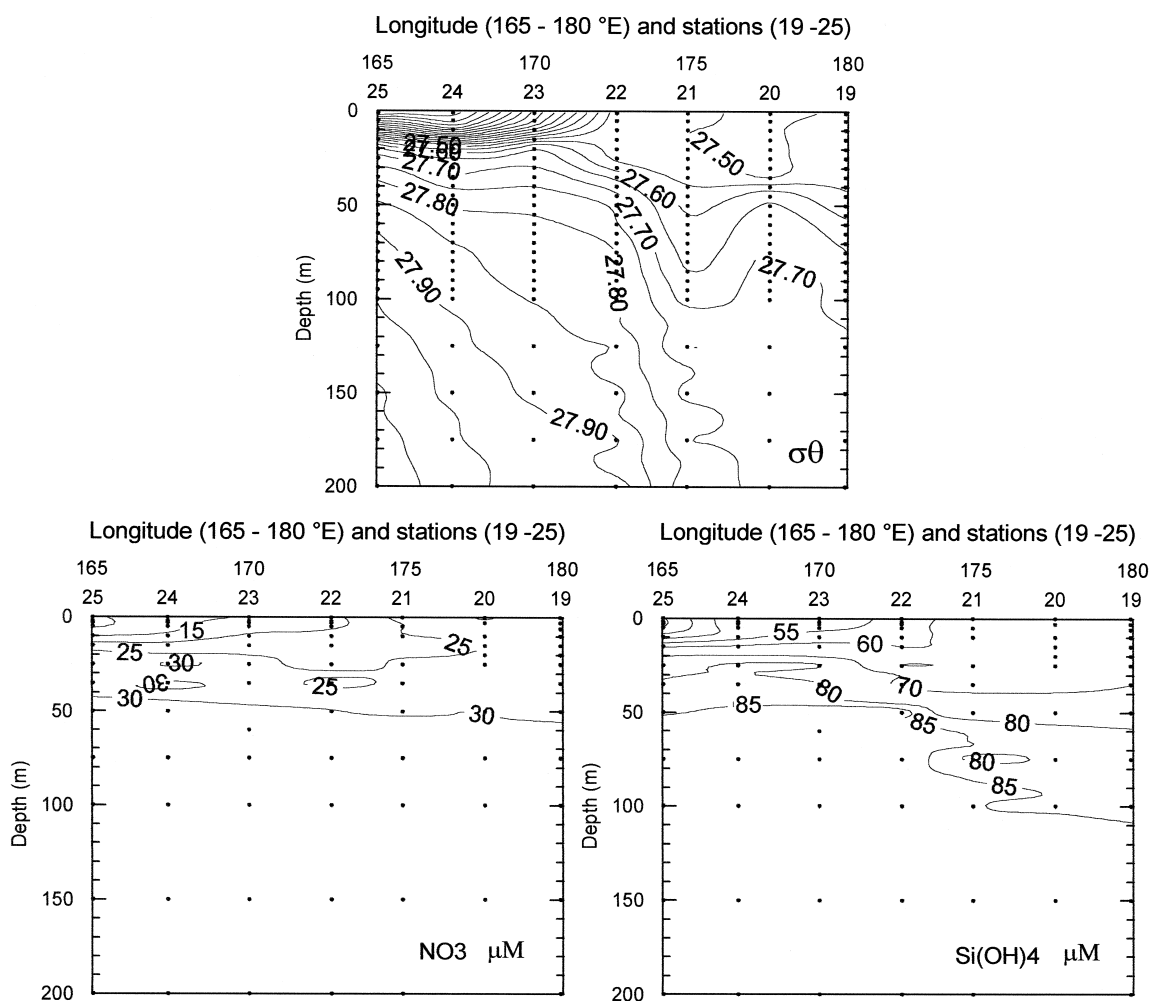 Longitude (165 - 180 °E) and stations (19 -25)
165 170 175 180
25 24 23 22 21 20 19
0
50
100
150
200
Depth (m)
27.50
27.60
27.70
27.80
27.90
27.90
27.50
27.60
27.70
27.80
27.70
σθ
Longitude (165 - 180 °E) and stations (19 -25)
165 170 175 180
25 24 23 22 21 20 19
0
50
100
150
200
Depth (m)
15
25
25
30
30
25
30
30
NO3 μM
Longitude (165 - 180 °E) and stations (19 -25)
165 170 175 180
25 24 23 22 21 20 19
0
50
100
150
200
Depth (m)
55
60
70
80
85
85
80
80
85
Si(OH)4 μM